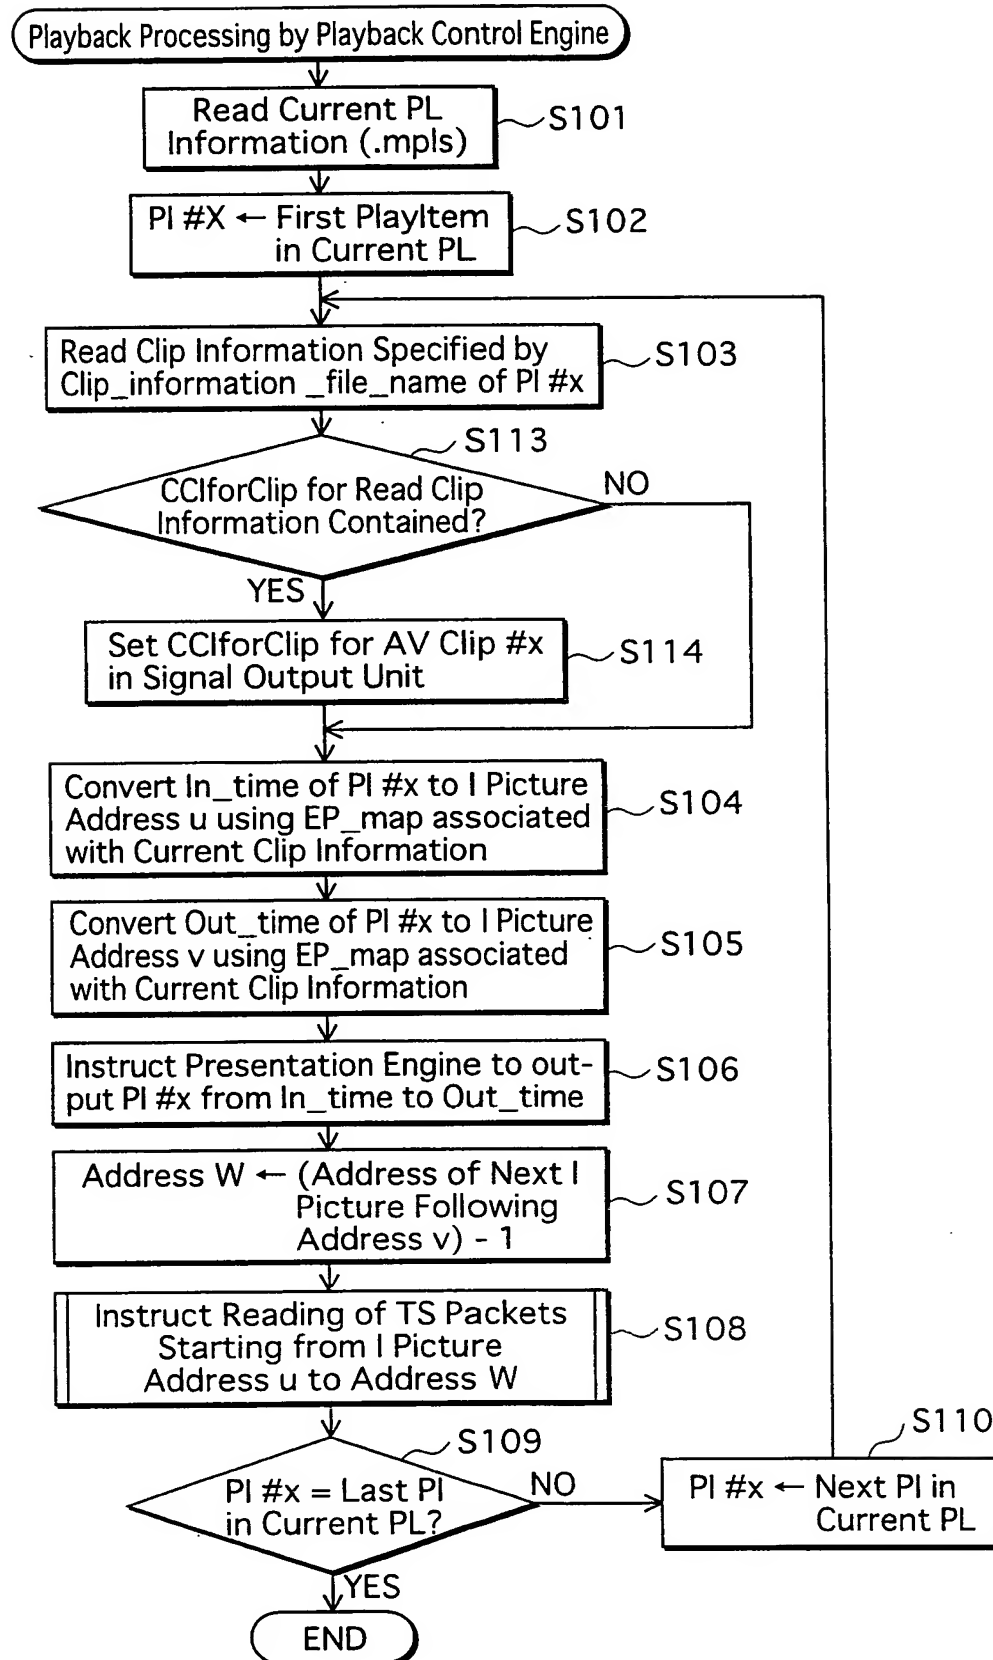 Playback Processing by Playback Control Engine
Read Current PL
Information (.mpls)
S101
PI #X ← First PlayItem
in Current PL
S102
Read Clip Information Specified by
Clip_information _file_name of PI #x
S103
S113
CCIforClip for Read Clip
Information Contained?
NO
YES
Set CCIforClip for AV Clip #x
in Signal Output Unit
S114
Convert In_time of PI #x to I Picture
Address u using EP_map associated
with Current Clip Information
S104
Convert Out_time of PI #x to I Picture
Address v using EP_map associated
with Current Clip Information
S105
Instruct Presentation Engine to out-
put PI #x from In_time to Out_time
S106
Address W ← (Address of Next I
Picture Following
Address v) - 1
S107
Instruct Reading of TS Packets
Starting from I Picture
Address u to Address W
S108
S109
PI #x = Last PI
in Current PL?
NO
S110
PI #x ← Next PI in
Current PL
YES
END